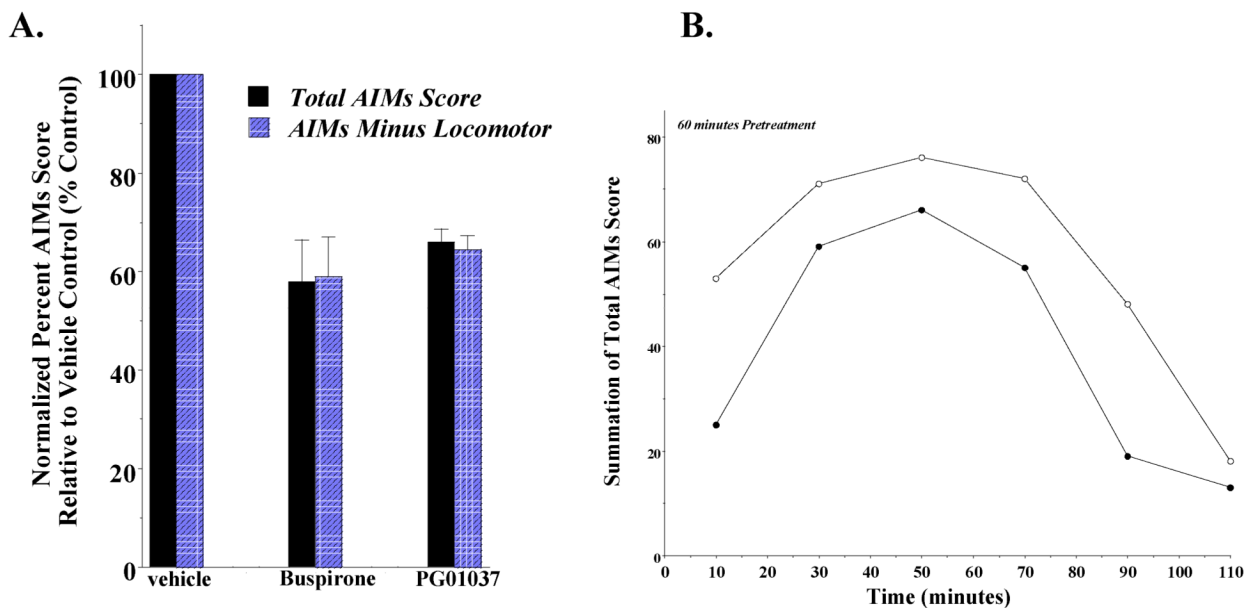 A.
Normalized Percent AIMs Score
Relative to Vehicle Control (% Control)
100
80
60
40
20
0
Total AIMs Score
AIMs Minus Locomotor
vehicle
Buspirone
PG01037
B.
60 minutes Pretreatment
Summation of Total AIMs Score
80
60
40
20
0
0
10
20
30
40
50
60
70
80
90
100
110
Time (minutes)